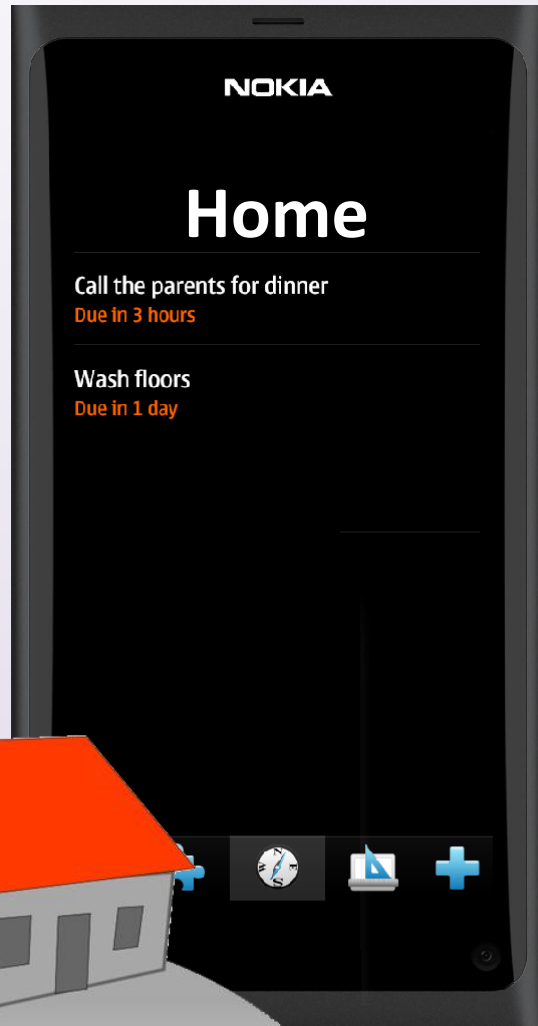 NOKIA
Home
Call the parents for dinner
Due in 3 hours
Wash floors
Due in 1 day